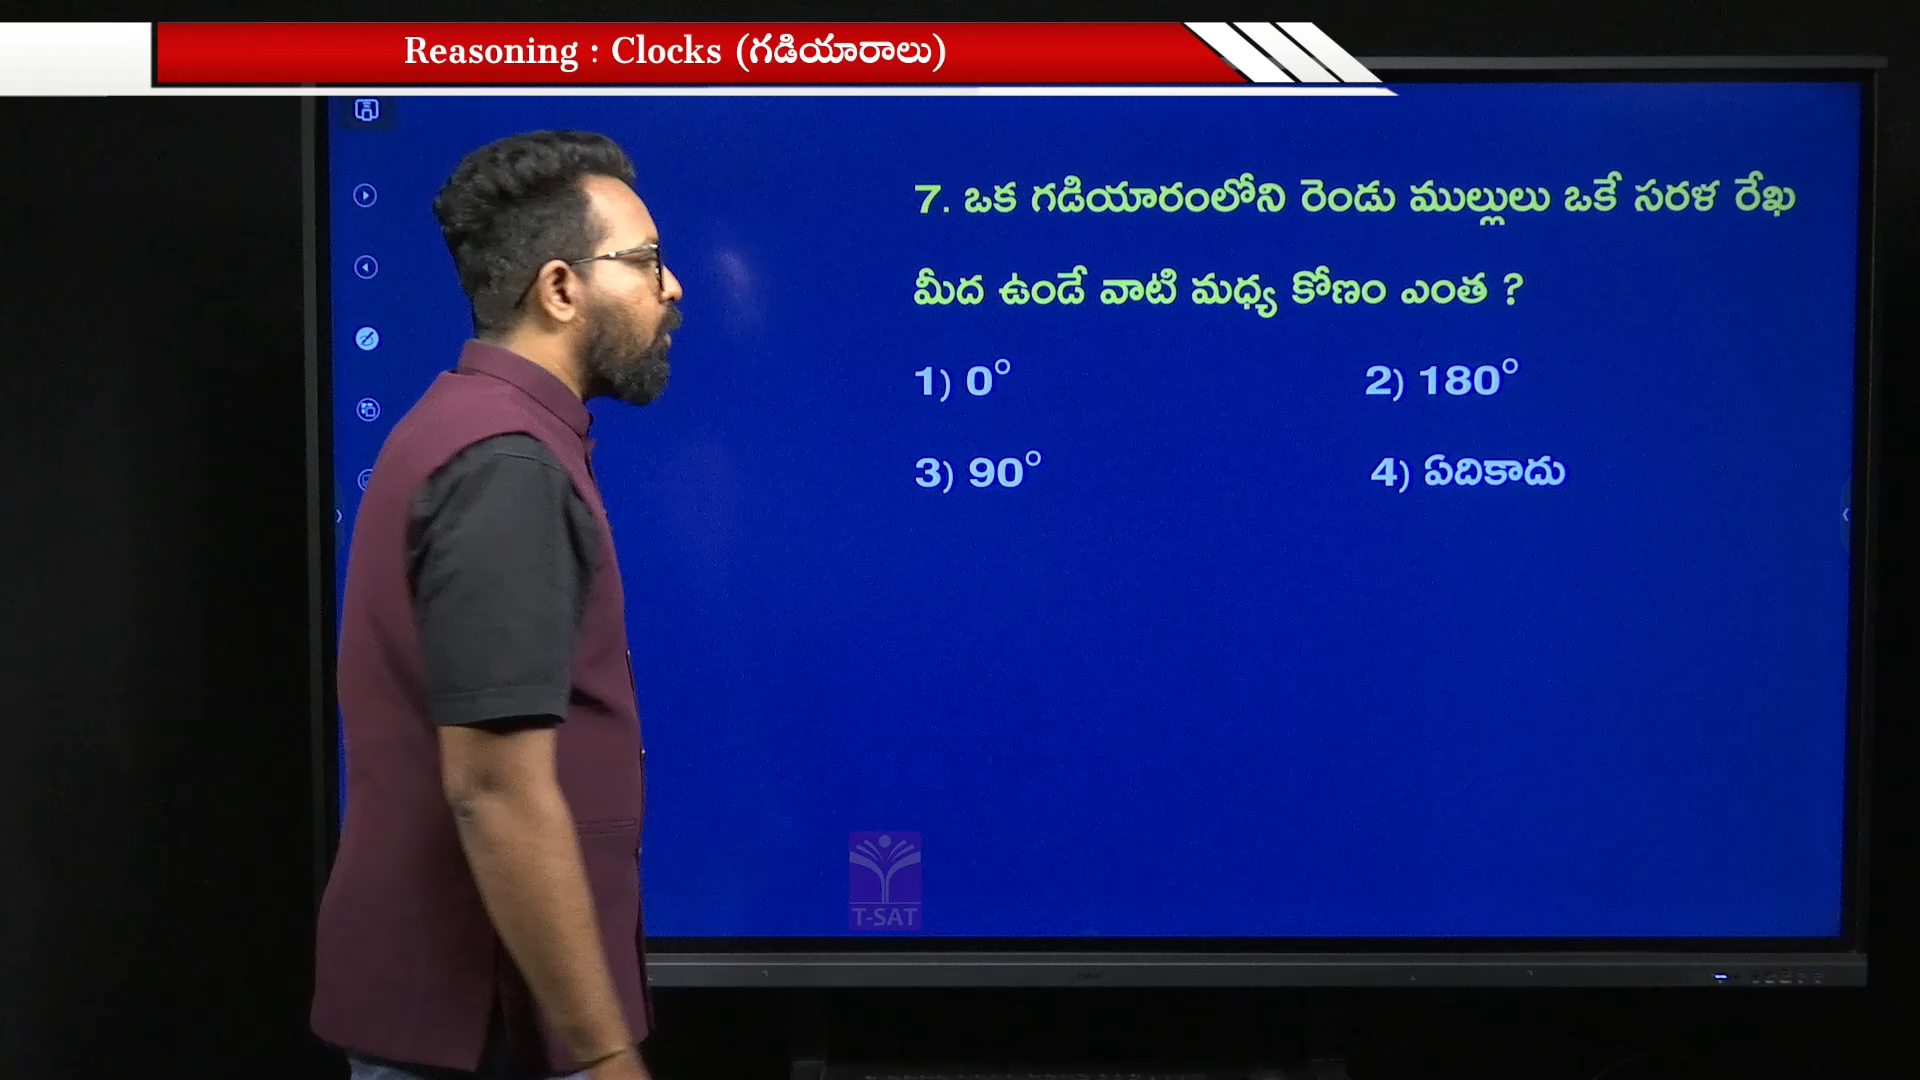 Reasoning : Clocks (గడియారాలు)
7. ఒక గడియారంలోని రెండు ముల్లులు ఒకే సరళ రేఖ
మీద ఉండే వాటి మధ్య కోణం ఎంత ?
1) 0° 2) 180°
3) 90° 4) ఏదికాదు
T-SAT